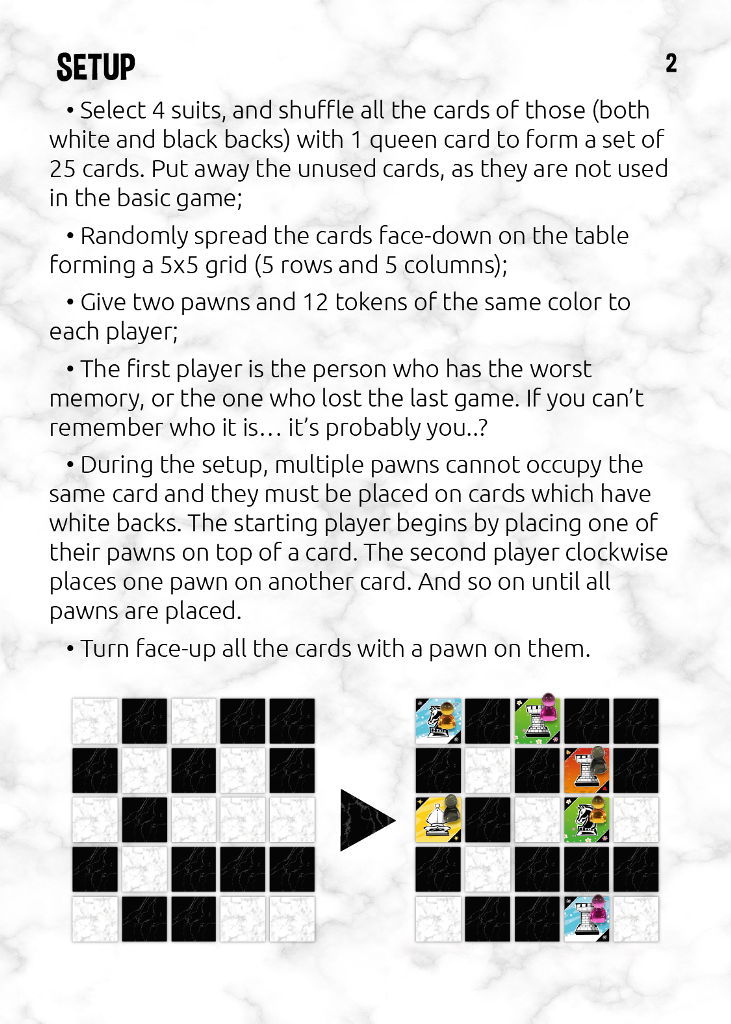 SETUP
2
• Select 4 suits, and shuffle all the cards of those (both
white and black backs) with 1 queen card to form a set of
25 cards. Put away the unused cards, as they are not used
in the basic game;
• Randomly spread the cards face-down on the table
forming a 5x5 grid (5 rows and 5 columns);
• Give two pawns and 12 tokens of the same color to
each player;
• The first player is the person who has the worst
memory, or the one who lost the last game. If you can’t
remember who it is… it’s probably you..?
• During the setup, multiple pawns cannot occupy the
same card and they must be placed on cards which have
white backs. The starting player begins by placing one of
their pawns on top of a card. The second player clockwise
places one pawn on another card. And so on until all
pawns are placed.
• Turn face-up all the cards with a pawn on them.